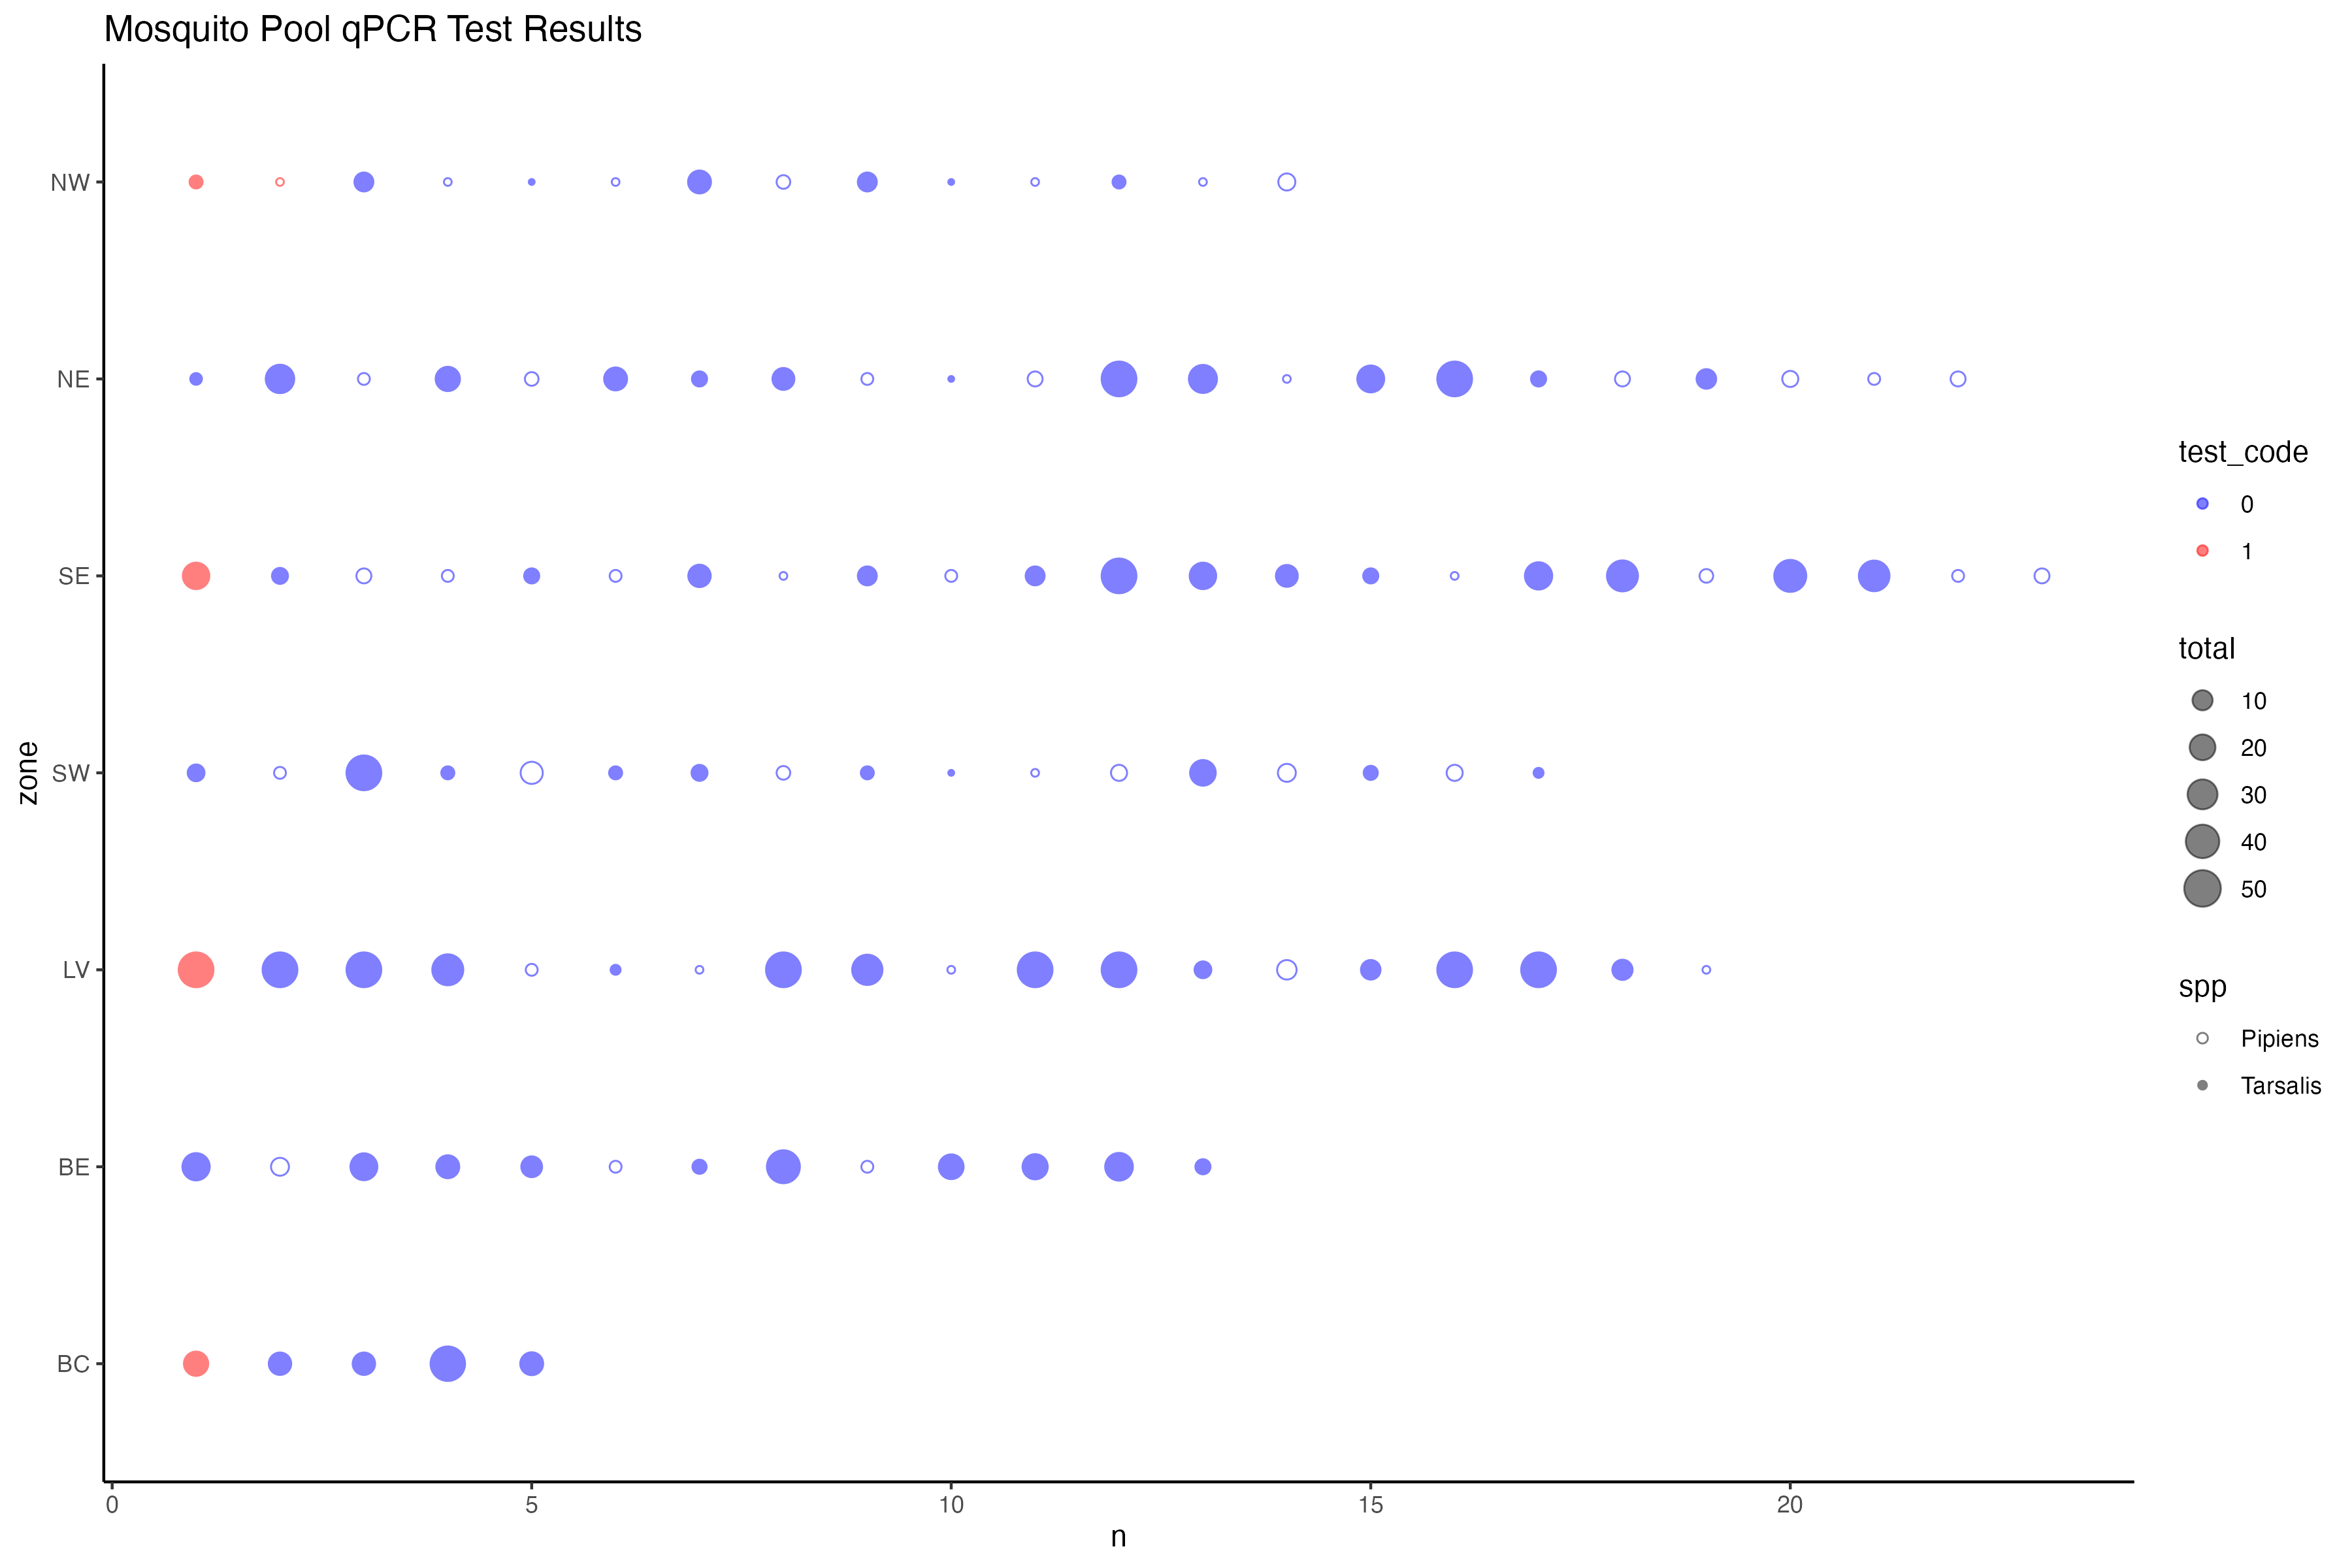 Mosquito Pool qPCR Test Results
NW
NE
SE
SW
LV
BE
BC
zone
0
5
10
15
20
n
test_code
0
1
total
10
20
30
40
50
spp
Pipiens
Tarsalis